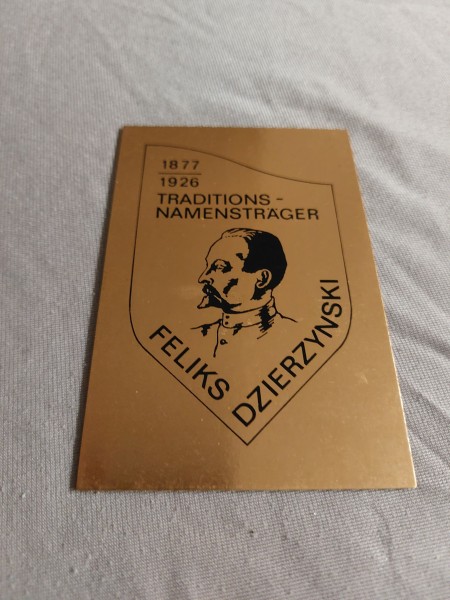 1877
1926
TRADITIONS-
NAMENSTRÄGER
FELIKS DZIERZYNSKI